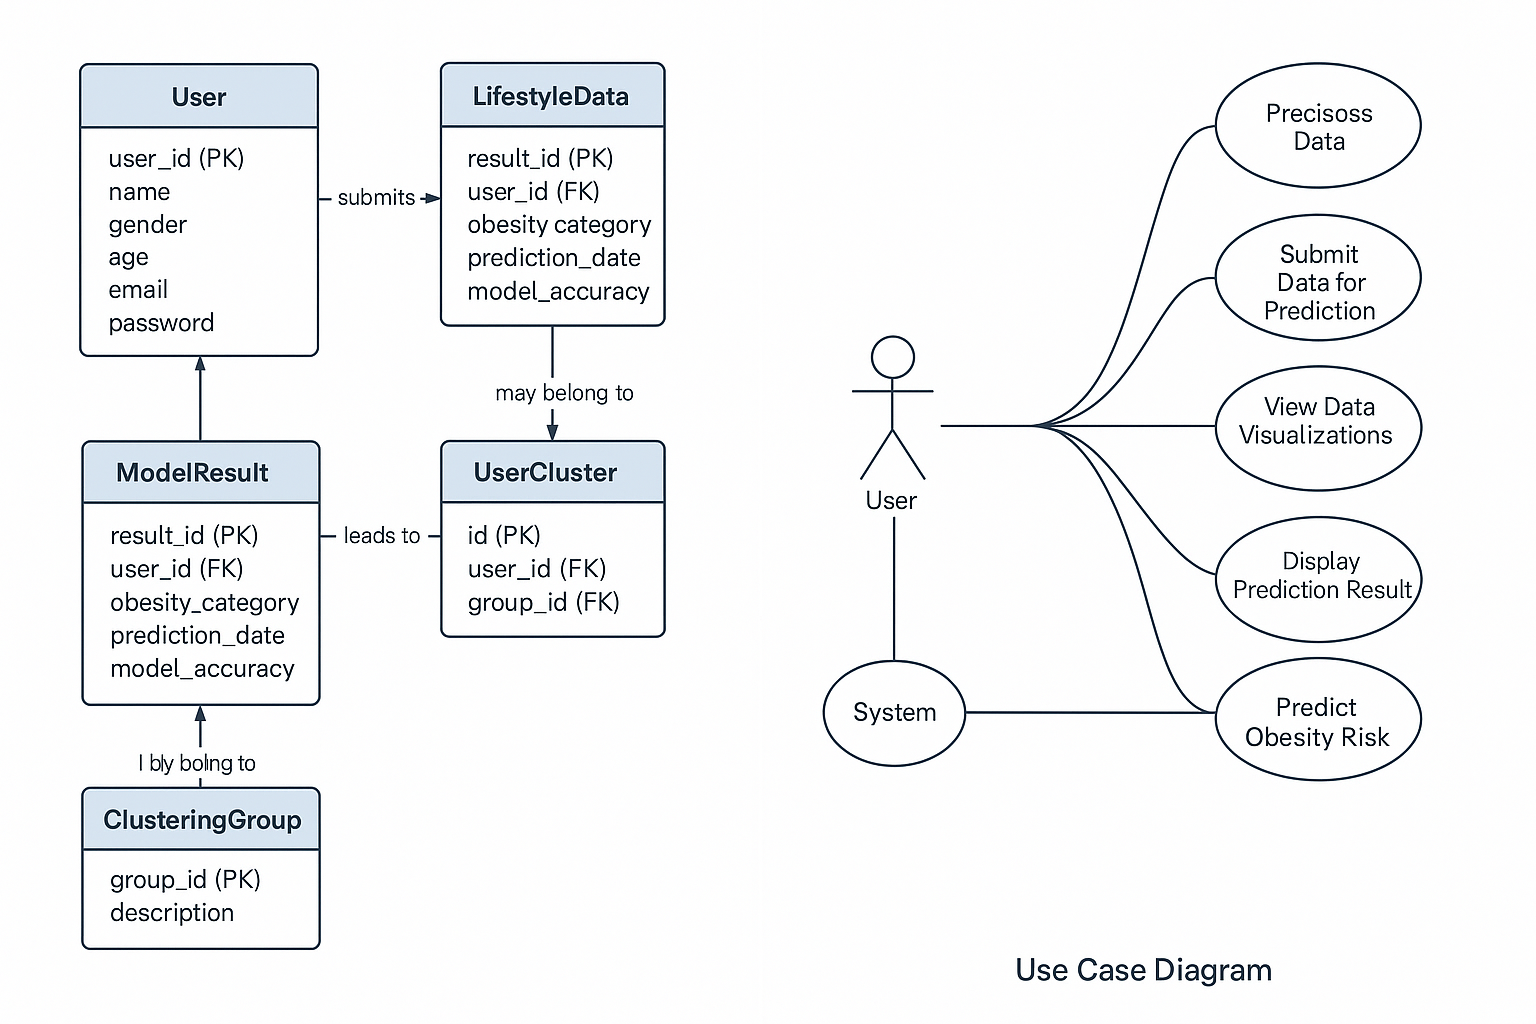 User
user_id (PK)
name
gender
age
email
password
submits
LifestyleData
result_id (PK)
user_id (FK)
obesity category
prediction_date
model_accuracy
may belong to
ModelResult
result_id (PK)
user_id (FK)
obesity_category
prediction_date
model_accuracy
leads to
UserCluster
id (PK)
user_id (FK)
group_id (FK)
to
ClusteringGroup
group_id (PK)
description
User
System
Precisoss
Data
Submit
Data for
Prediction
View Data
Visualizations
Display
Prediction Result
Predict
Obesity Risk
Use Case Diagram